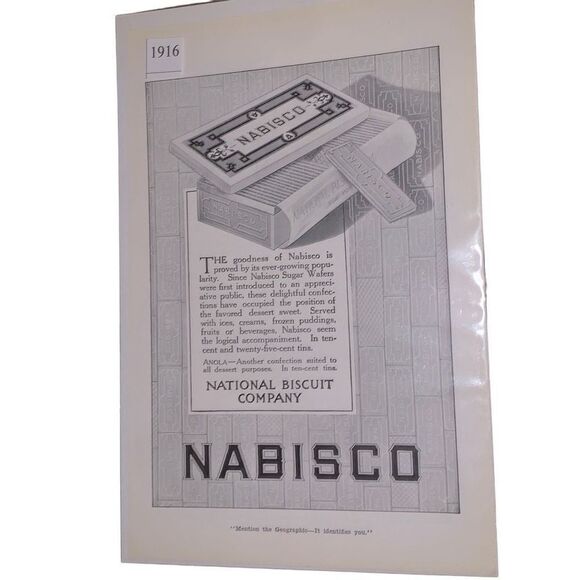 1916
NABISCO
NABISCO
NABISCO
THE goodness of Nabisco is
proved by its ever-growing popu-
larity. Since Nabisco Sugar Wafers
were first introduced to an appreci-
ative public, these delightful confec-
tions have occupied the position of
the favored dessert sweet. Served
with ices, creams, frozen puddings,
fruits or beverages, Nabisco seem
the logical accompaniment. In ten-
cent and twenty-five-cent tins.
ANOLA—Another confection suited to
all dessert purposes. In ten-cent tins.
NATIONAL BISCUIT
COMPANY
NABISCO
"Mention the Geographic—It identifies you."